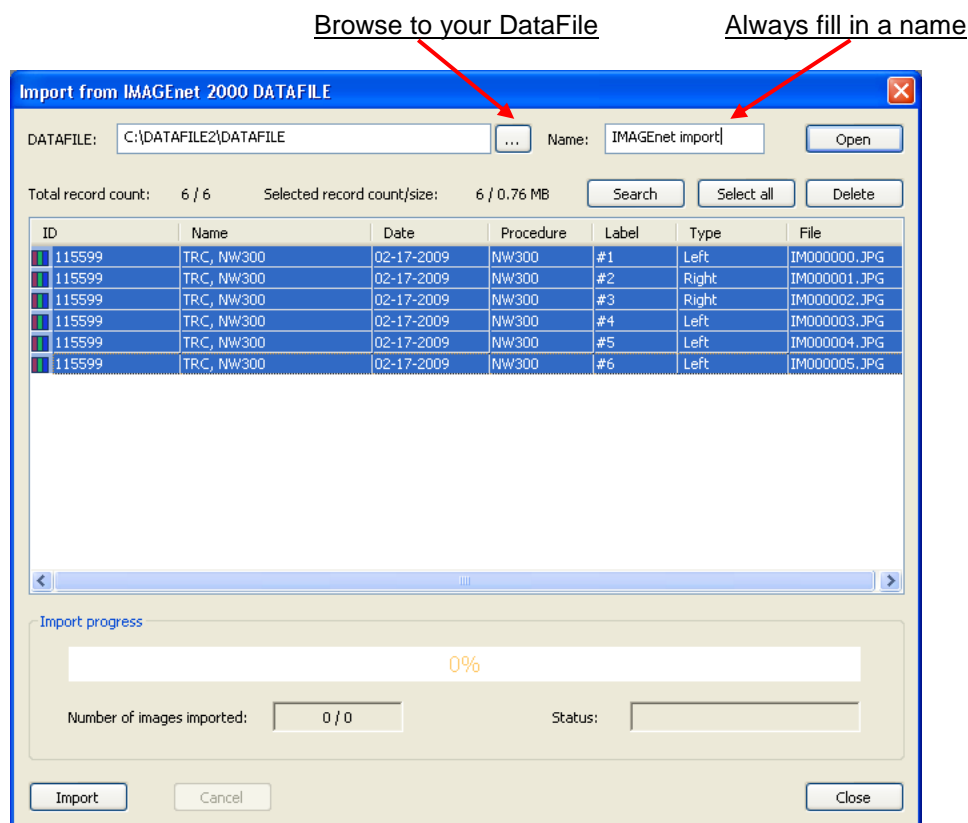 Browse to your DataFile Always fill in a name
Import from IMAGEnet 2000 DATAFILE
DATAFILE: C:\DATAFILE2\DATAFILE ... Name: IMAGEnet import Open
Total record count: 6 / 6 Selected record count/size: 6 / 0.76 MB Search Select all Delete
ID Name Date Procedure Label Type File
115599 TRC, NW300 02-17-2009 NW300 #1 Left IM000000.JPG
115599 TRC, NW300 02-17-2009 NW300 #2 Right IM000001.JPG
115599 TRC, NW300 02-17-2009 NW300 #3 Right IM000002.JPG
115599 TRC, NW300 02-17-2009 NW300 #4 Left IM000003.JPG
115599 TRC, NW300 02-17-2009 NW300 #5 Left IM000004.JPG
115599 TRC, NW300 02-17-2009 NW300 #6 Left IM000005.JPG
Import progress
0%
Number of images imported: 0 / 0 Status:
Import Cancel Close